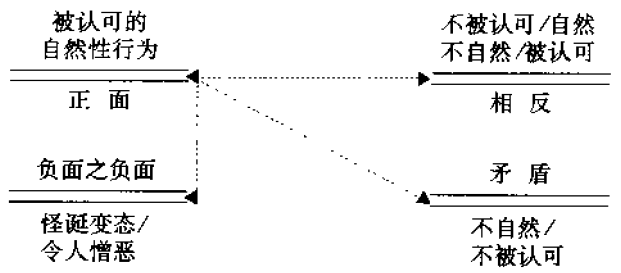 被认可的
自然性行为
正面
不被认可/自然
不自然/被认可
相反
负面之负面
怪诞变态/
令人憎恶
矛盾
不自然/
不被认可